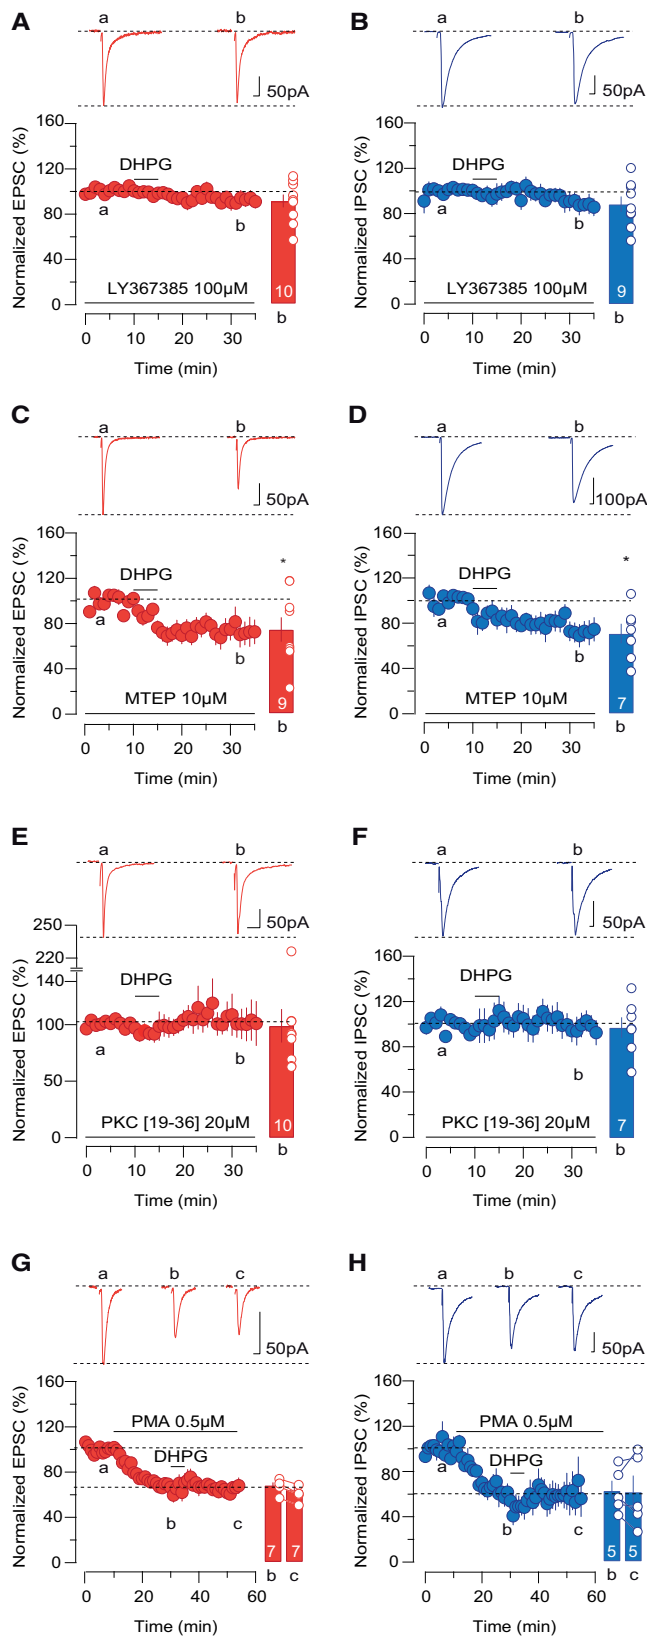 A
a b
50pA
Normalized EPSC (%)
160
120
80
40
0
DHPG
a
b
LY367385 100µM
10
b
0 10 20 30
Time (min)
B
a b
50pA
Normalized IPSC (%)
160
120
80
40
0
DHPG
a
b
LY367385 100µM
9
b
0 10 20 30
Time (min)
C
a b
50pA
Normalized EPSC (%)
160
120
80
40
0
*
DHPG
a
b
MTEP 10µM
9
b
0 10 20 30
Time (min)
D
a b
100pA
Normalized IPSC (%)
160
120
80
40
0
*
DHPG
a
b
MTEP 10µM
7
b
0 10 20 30
Time (min)
E
a b
50pA
Normalized EPSC (%)
250
220
140
100
50
0
DHPG
a
b
PKC [19-36] 20µM
10
b
0 10 20 30
Time (min)
F
a b
50pA
Normalized IPSC (%)
160
120
80
40
0
DHPG
a
b
PKC [19-36] 20µM
7
b
0 10 20 30
Time (min)
G
a b c
50pA
Normalized EPSC (%)
160
120
80
40
0
PMA 0.5µM
DHPG
a
b c
7 7
b c
0 20 40 60
Time (min)
H
a b c
50pA
Normalized IPSC (%)
160
120
80
40
0
PMA 0.5µM
DHPG
a
b c
5 5
b c
0 20 40 60
Time (min)